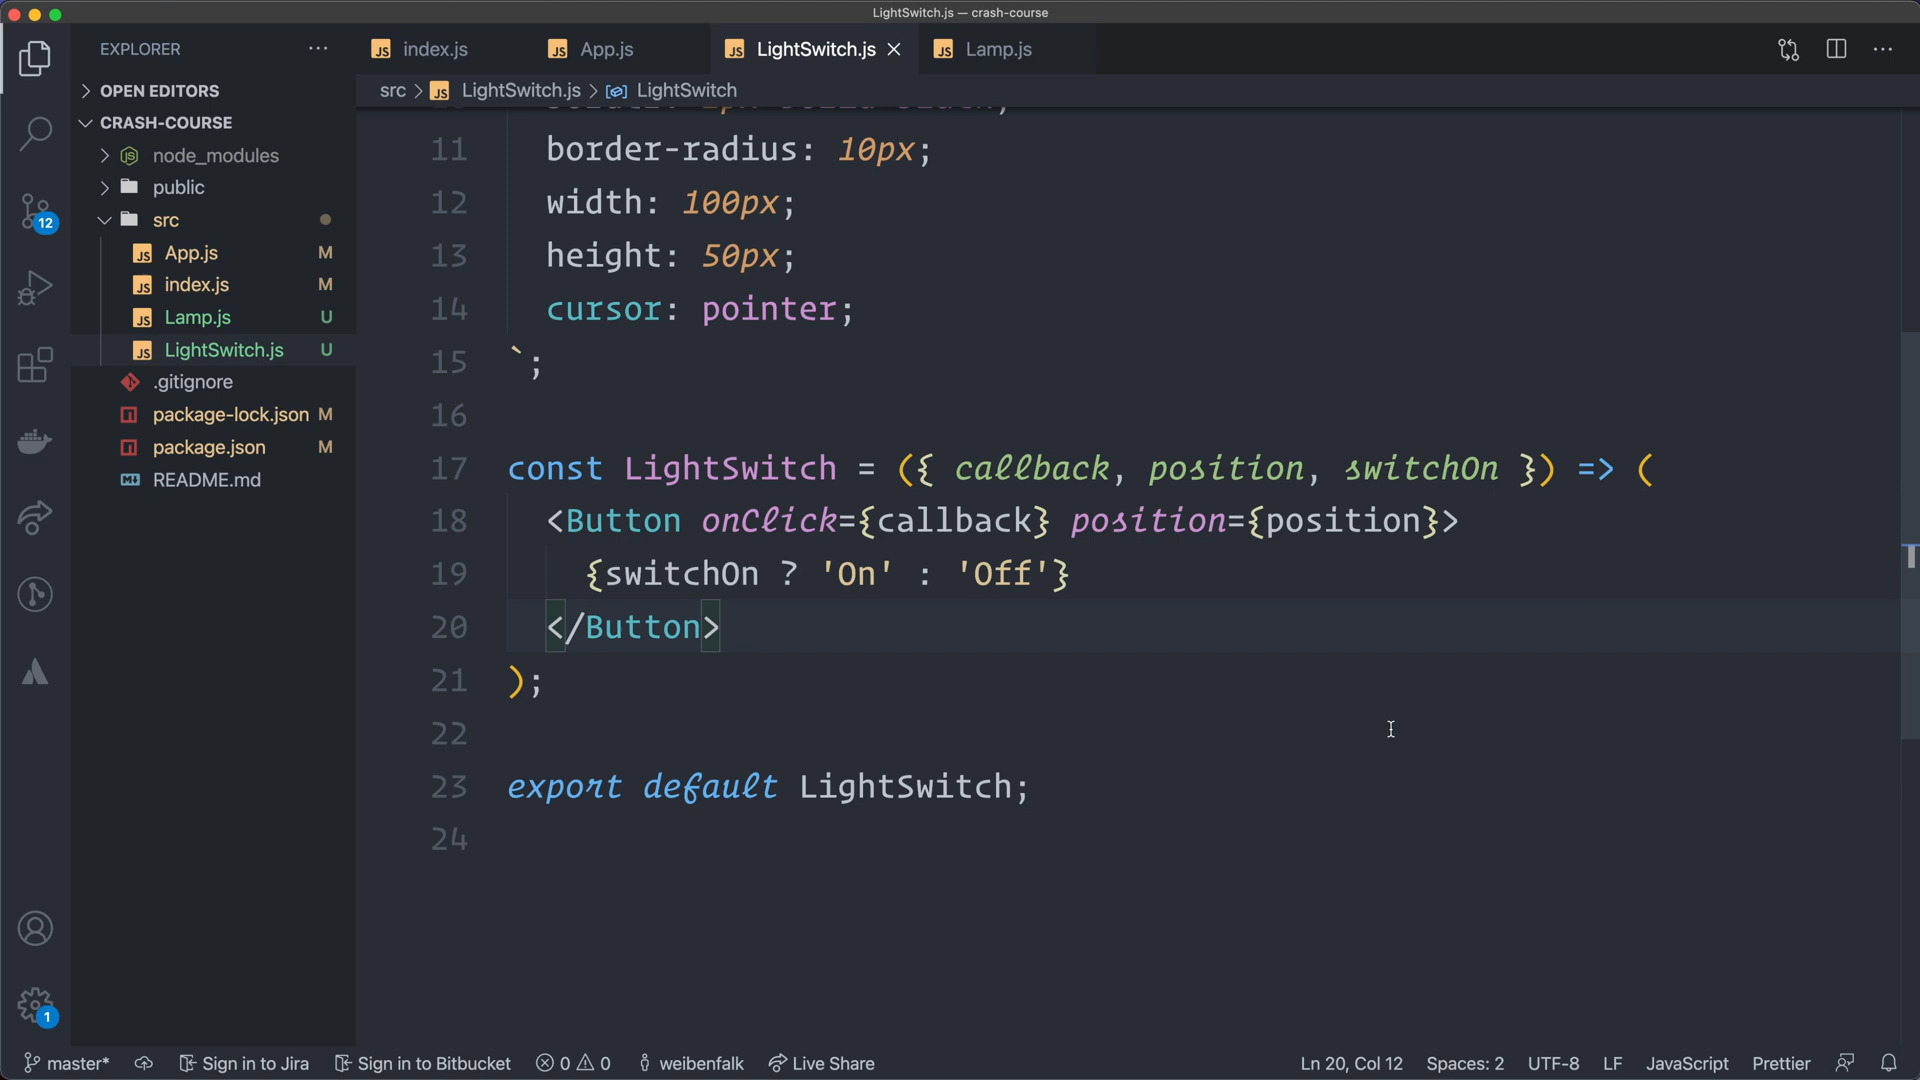 LightSwitch.js — crash-course
EXPLORER
index.js
App.js
LightSwitch.js
Lamp.js
src > LightSwitch.js > LightSwitch
OPEN EDITORS
CRASH-COURSE
node_modules
public
src
App.js M
index.js M
Lamp.js U
LightSwitch.js U
.gitignore
package-lock.json M
package.json M
README.md
12
1
11 border-radius: 10px;
12 width: 100px;
13 height: 50px;
14 cursor: pointer;
15 `;
16
17 const LightSwitch = ({ callback, position, switchOn }) => (
18 <Button onClick={callback} position={position}>
19 {switchOn ? 'On' : 'Off'}
20 </Button>
21 );
22
23 export default LightSwitch;
24
master* Sign in to Jira Sign in to Bitbucket 0 0 weibenfalk Live Share Ln 20, Col 12 Spaces: 2 UTF-8 LF JavaScript Prettier